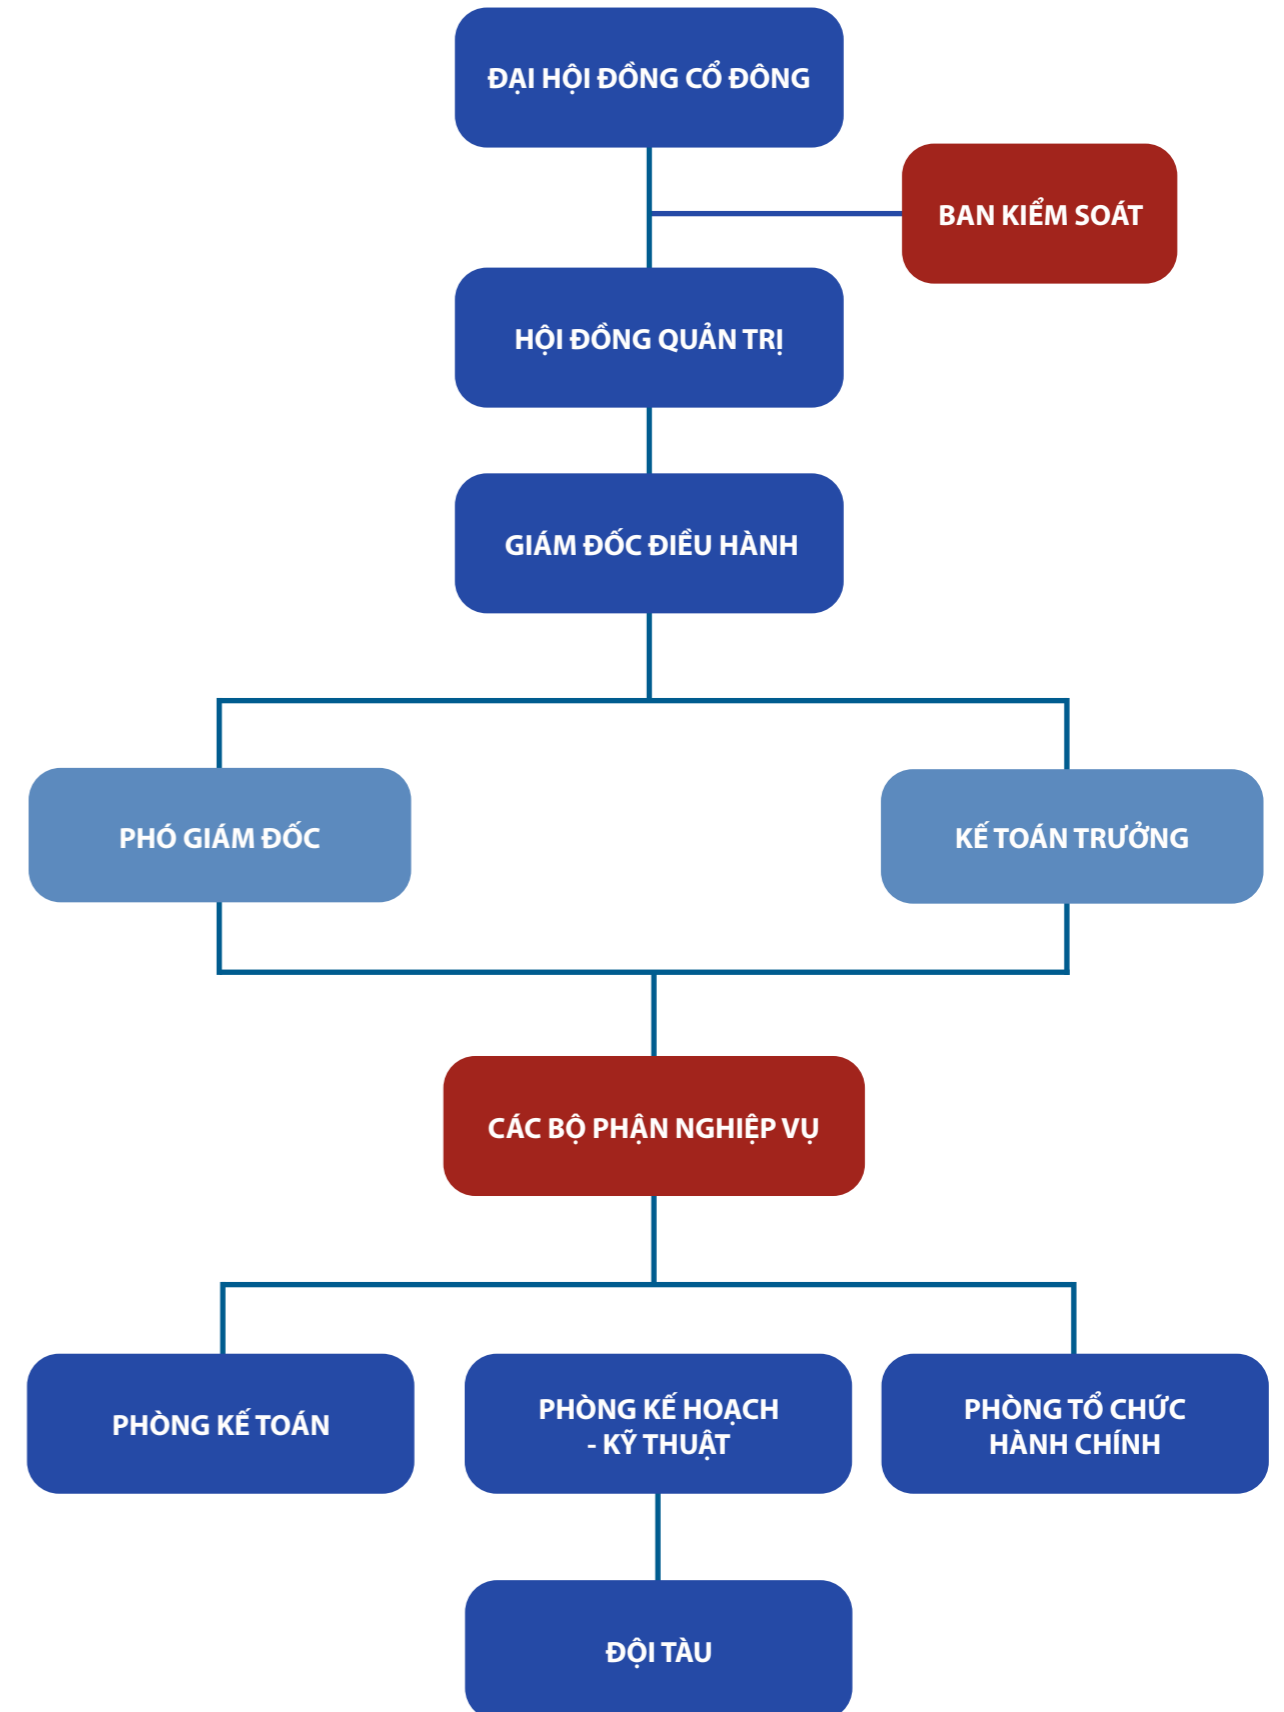 ĐẠI HỘI ĐỒNG CỔ ĐÔNG
BAN KIỂM SOÁT
HỘI ĐỒNG QUẢN TRỊ
GIÁM ĐỐC ĐIỀU HÀNH
PHÓ GIÁM ĐỐC
KẾ TOÁN TRƯỞNG
CÁC BỘ PHẬN NGHIỆP VỤ
PHÒNG KẾ TOÁN
PHÒNG KẾ HOẠCH
- KỸ THUẬT
PHÒNG TỔ CHỨC
HÀNH CHÍNH
ĐỘI TÀU